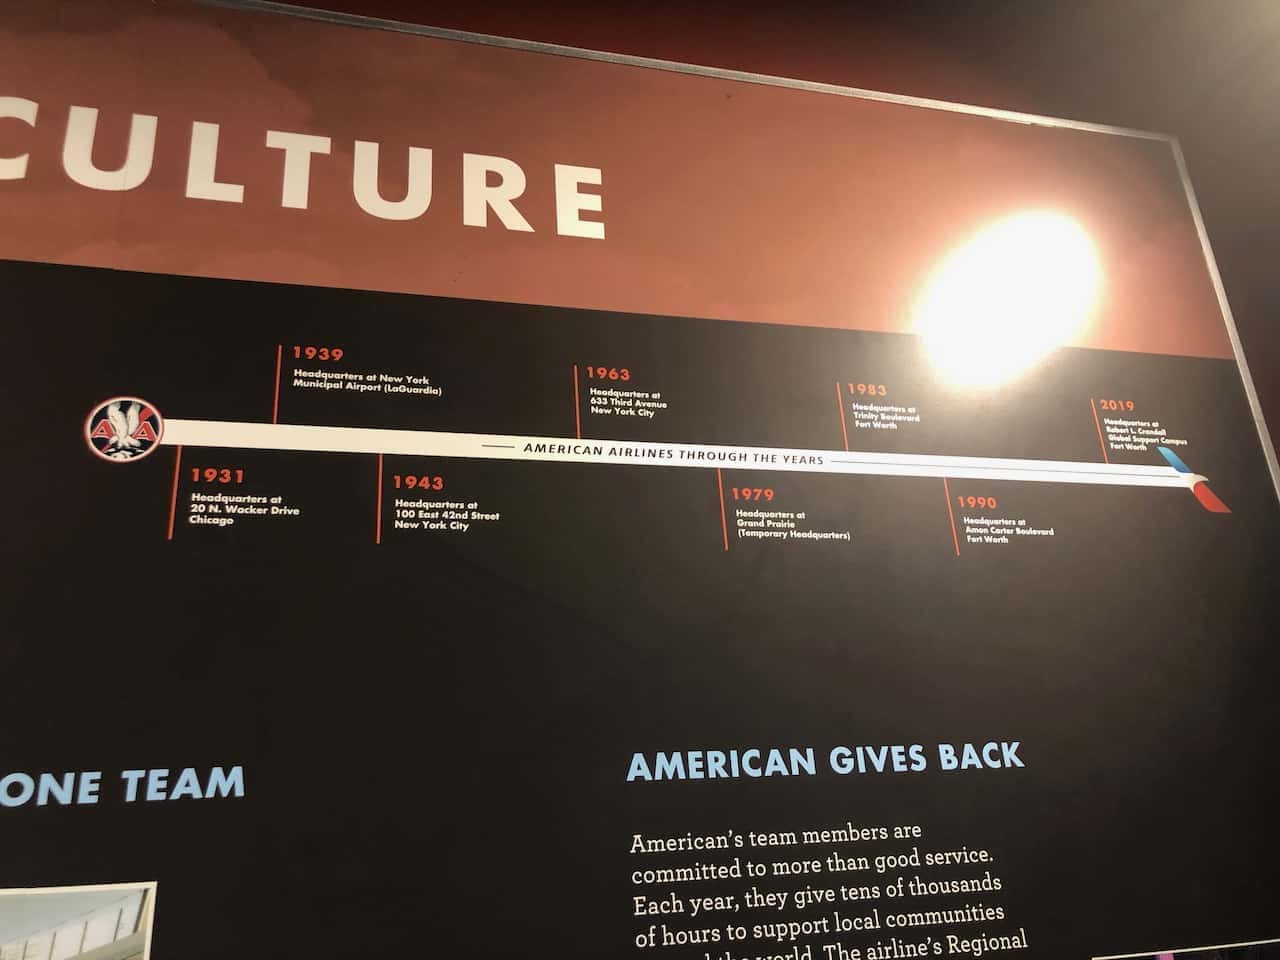 CULTURE
1939
Headquarters at New York
Municipal Airport (LaGuardia)
1963
Headquarters at
633 Third Avenue
New York City
1983
Headquarters at
Trinity Boulevard
Fort Worth
2019
Headquarters at
Robert L. Crandall
Global Support Campus
Fort Worth
AA
AMERICAN AIRLINES THROUGH THE YEARS
1931
Headquarters at
20 N. Wacker Drive
Chicago
1943
Headquarters at
100 East 42nd Street
New York City
1979
Headquarters at
Grand Prairie
(Temporary Headquarters)
1990
Headquarters at
Amon Carter Boulevard
Fort Worth
ONE TEAM
AMERICAN GIVES BACK
American's team members are
committed to more than good service.
Each year, they give tens of thousands
of hours to support local communities
the world. The airline's Regional